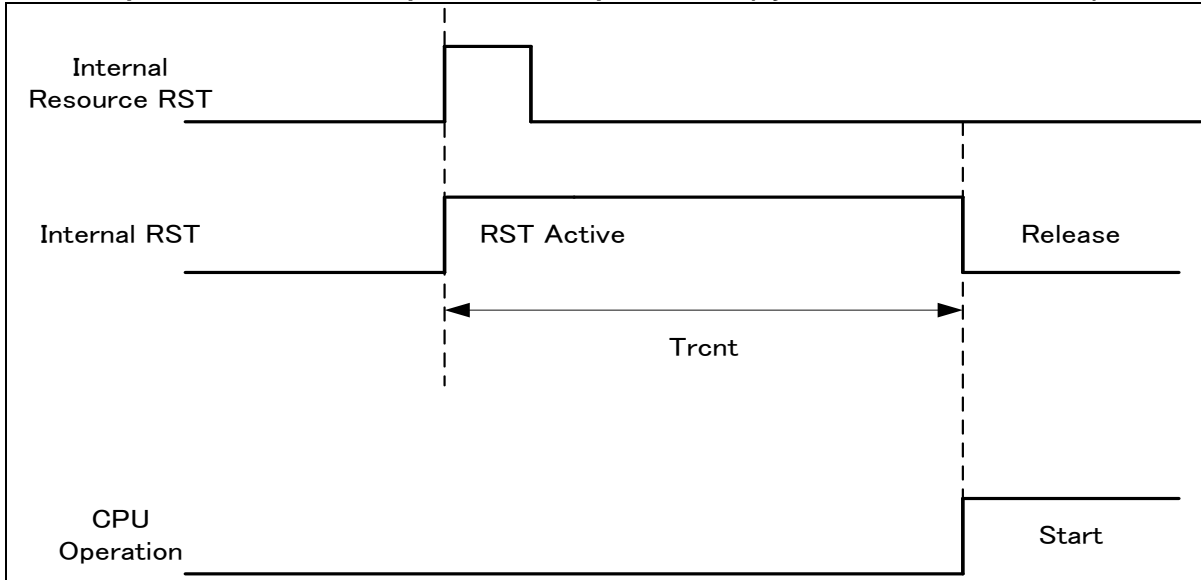 Internal
Resource RST
Internal RST
RST Active
Release
Trcnt
CPU
Operation
Start